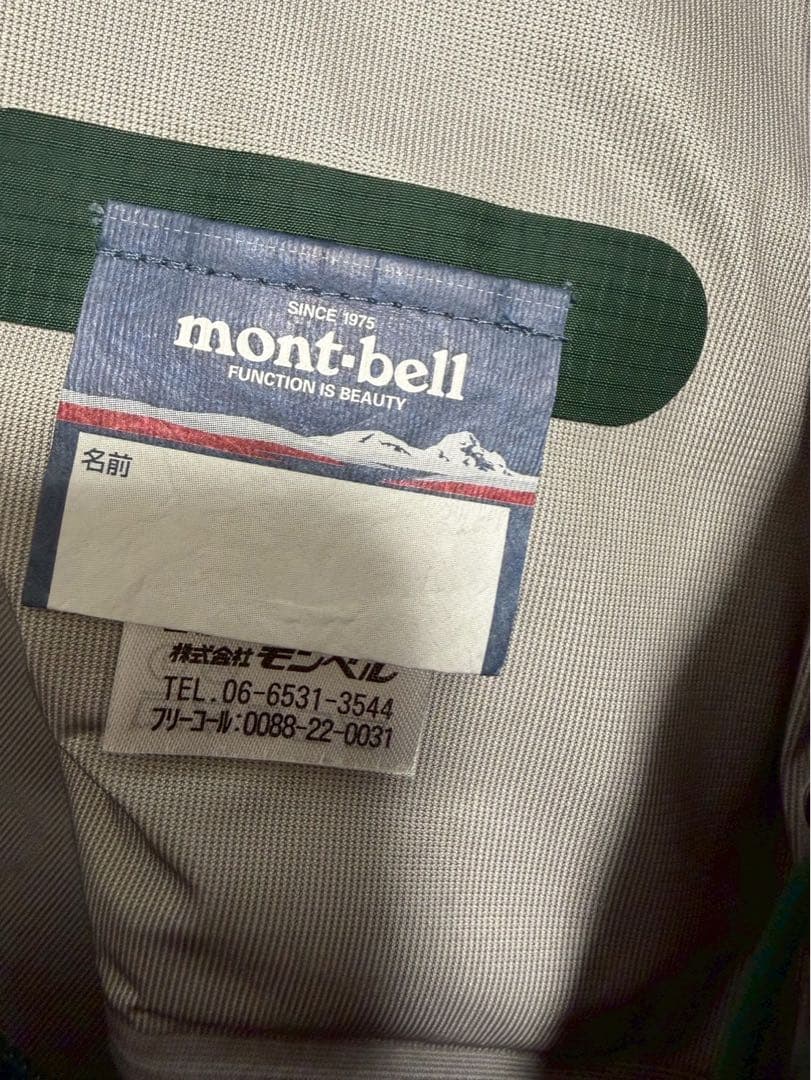 SINCE 1975
mont-bell
FUNCTION IS BEAUTY
名前
株式会社 モンベル
TEL.06-6531-3544
フリーコール:0088-22-0031